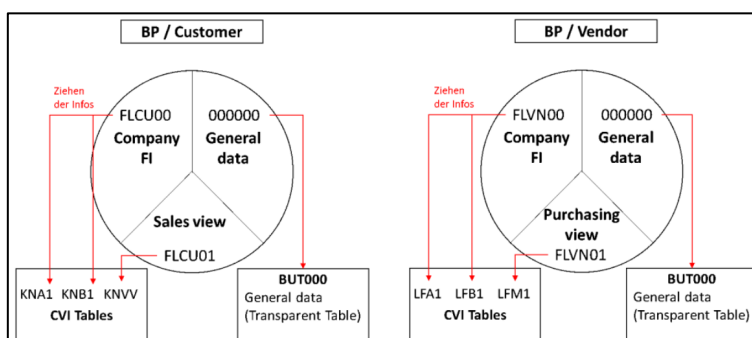 BP / Customer
Ziehen
der Infos
FLCU00
Company
FI
000000
General
data
Sales view
FLCU01
KNA1 KNB1 KNVV
CVI Tables
BUT000
General data
(Transparent Table)
BP / Vendor
Ziehen
der Infos
FLVN00
Company
FI
000000
General
data
Purchasing
view
FLVN01
LFA1 LFB1 LFM1
CVI Tables
BUT000
General data
(Transparent Table)